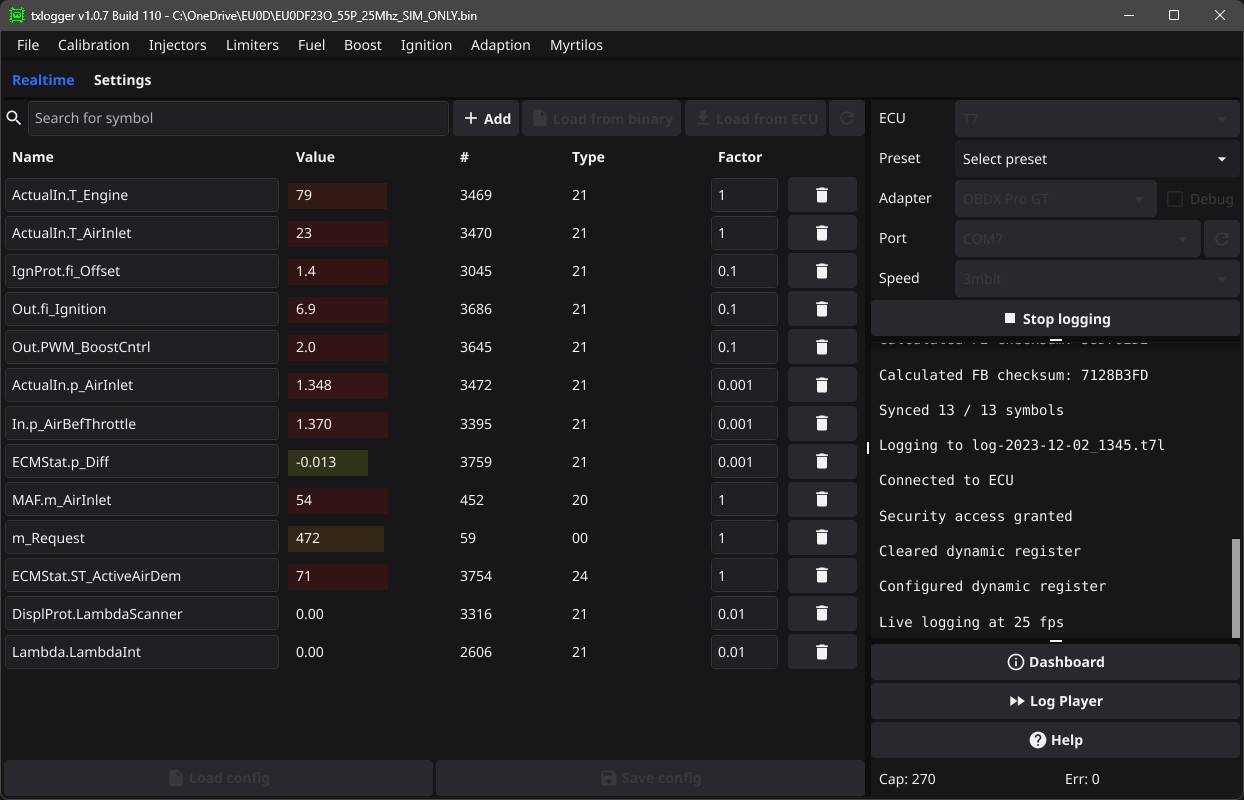 txlogger v1.0.7 Build 110 - C:\OneDrive\EU0D\EU0DF23O_55P_25Mhz_SIM_ONLY.bin
File Calibration Injectors Limiters Fuel Boost Ignition Adaption Myrtilos
Realtime Settings
Search for symbol Add Load from binary Load from ECU
Name Value # Type Factor
ActualIn.T_Engine 79 3469 21 1
ActualIn.T_AirInlet 23 3470 21 1
IgnProt.fi_Offset 1.4 3045 21 0.1
Out.fi_Ignition 6.9 3686 21 0.1
Out.PWM_BoostCntrl 2.0 3645 21 0.1
ActualIn.p_AirInlet 1.348 3472 21 0.001
In.p_AirBefThrottle 1.370 3395 21 0.001
ECMStat.p_Diff -0.013 3759 21 0.001
MAF.m_AirInlet 54 452 20 1
m_Request 472 59 00 1
ECMStat.ST_ActiveAirDem 71 3754 24 1
DisplProt.LambdaScanner 0.00 3316 21 0.01
Lambda.LambdaInt 0.00 2606 21 0.01
Load config Save config
ECU T7
Preset Select preset
Adapter OBDX Pro GT Debug
Port COM7
Speed 3mbit
Stop logging
Calculated FB checksum: 7128B3FD
Synced 13 / 13 symbols
Logging to log-2023-12-02_1345.t7l
Connected to ECU
Security access granted
Cleared dynamic register
Configured dynamic register
Live logging at 25 fps
Dashboard
Log Player
Help
Cap: 270 Err: 0